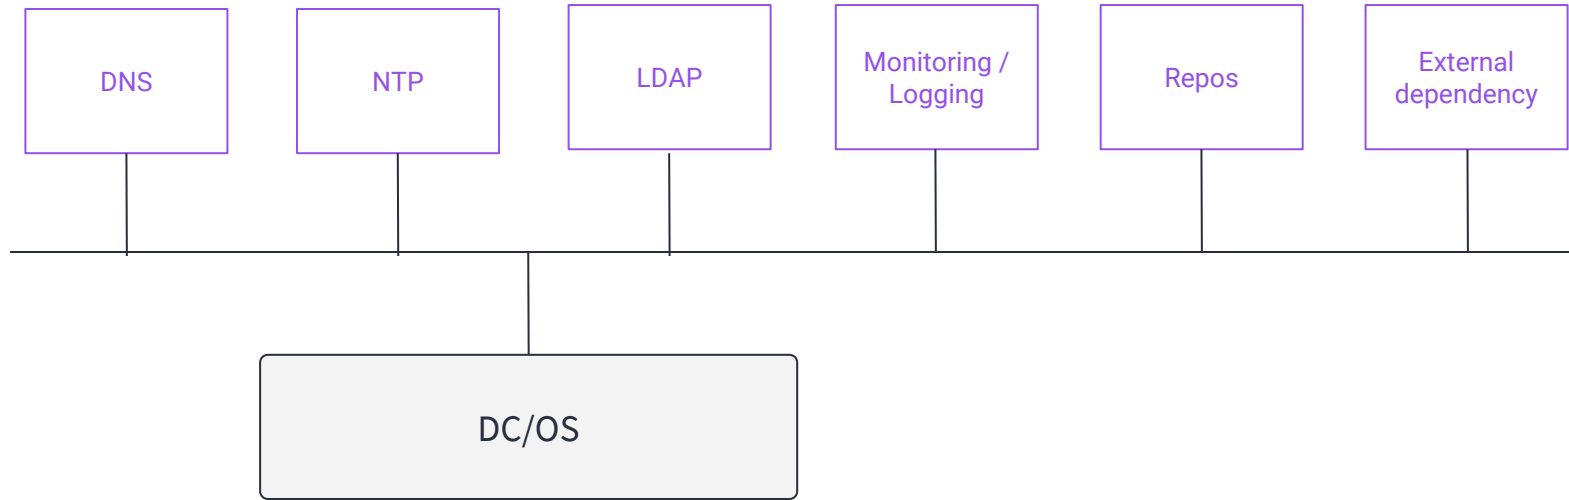 DNS
NTP
LDAP
Monitoring /
Logging
Repos
External
dependency
DC/OS